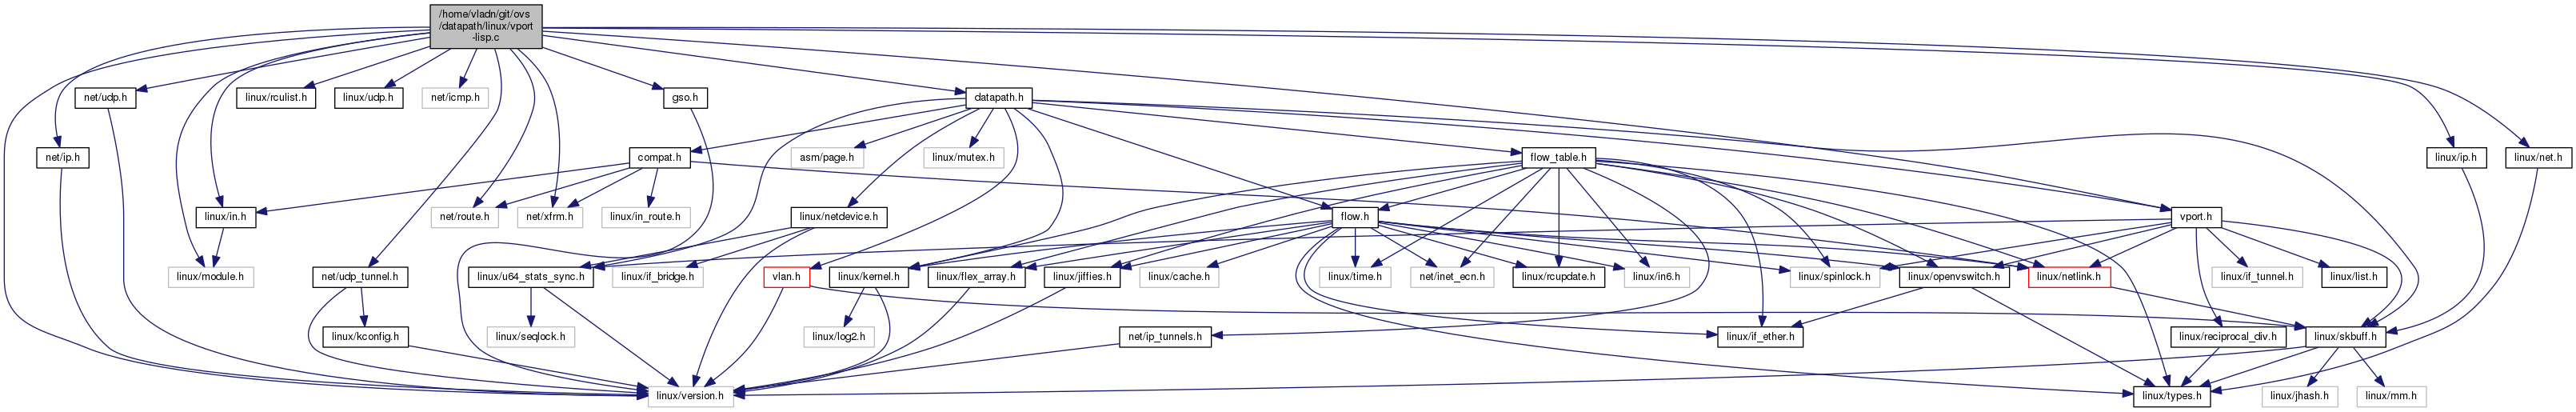 /home/vladn/git/ovs
/datapath/linux/vport
-lisp.c
net/udp.h
linux/rculist.h
linux/udp.h
net/icmp.h
gso.h
datapath.h
net/ip.h
compat.h
asm/page.h
linux/mutex.h
flow_table.h
linux/ip.h
linux/net.h
linux/in.h
net/route.h
net/xfrm.h
linux/in_route.h
linux/netdevice.h
flow.h
vport.h
linux/module.h
net/udp_tunnel.h
linux/u64_stats_sync.h
linux/if_bridge.h
vlan.h
linux/kernel.h
linux/flex_array.h
linux/jiffies.h
linux/cache.h
linux/time.h
net/inet_ecn.h
linux/rcupdate.h
linux/in6.h
linux/spinlock.h
linux/openvswitch.h
linux/netlink.h
linux/if_tunnel.h
linux/list.h
linux/kconfig.h
linux/seqlock.h
linux/log2.h
net/ip_tunnels.h
linux/if_ether.h
linux/reciprocal_div.h
linux/skbuff.h
linux/version.h
linux/types.h
linux/jhash.h
linux/mm.h